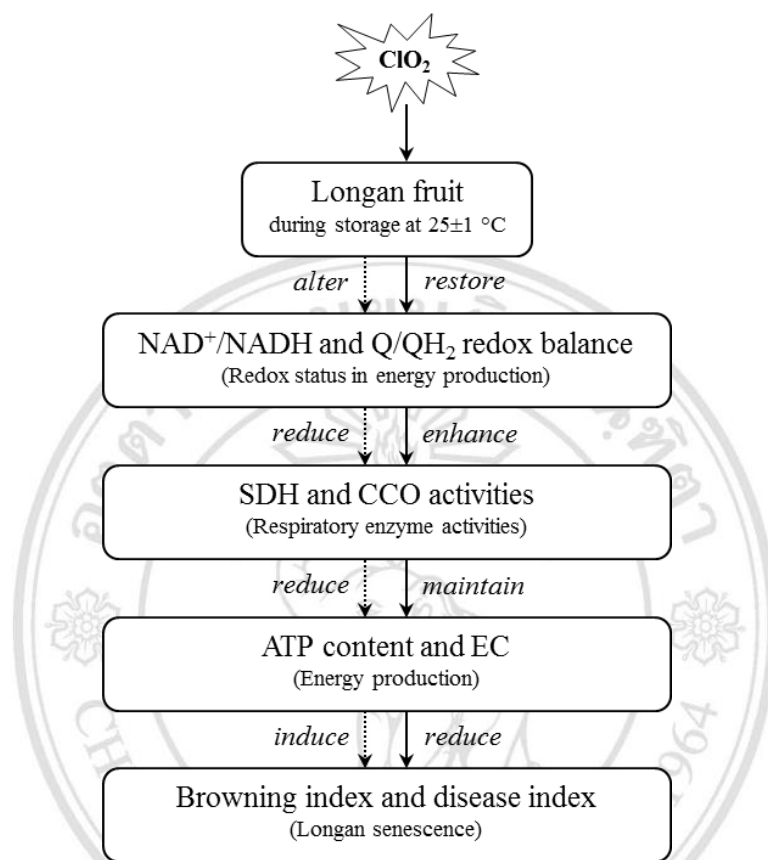 ClO₂
Longan fruit
during storage at 25±1 °C
alter restore
NAD⁺/NADH and Q/QH₂ redox balance
(Redox status in energy production)
reduce enhance
SDH and CCO activities
(Respiratory enzyme activities)
reduce maintain
ATP content and EC
(Energy production)
induce reduce
Browning index and disease index
(Longan senescence)
1964